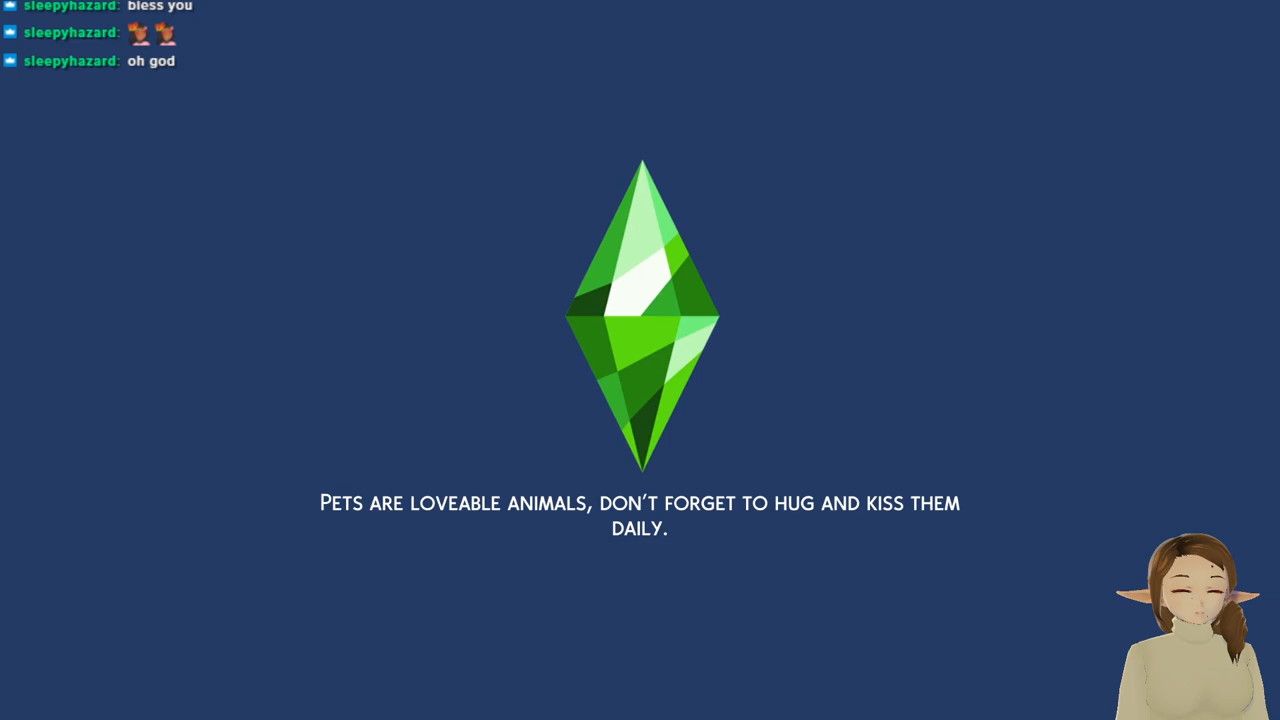 sleepyhazard: bless you
sleepyhazard:
sleepyhazard: oh god
Pets are loveable animals, don't forget to hug and kiss them
daily.